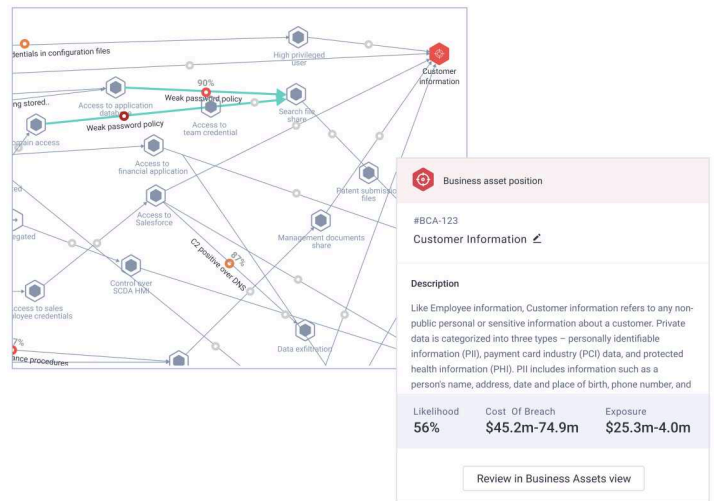 dentials in configuration files
High privileged
user
Customer
information
90%
ng stored..
Access to application
database
Weak password policy
Search file
share
Weak password policy
Access to
team credential
main access
Access to
financial application
Patent submissic
files
ed
Access to
Salesforce
egated
Management documents
share
C2 positive over DNS
87%
Control over
SCDA HMI
ccess to sales
ployee credentials
Data exfiltration
7%
ance procedures
Business asset position
#BCA-123
Customer Information
Description
Like Employee information, Customer information refers to any non-
public personal or sensitive information about a customer. Private
data is categorized into three types – personally identifiable
information (PII), payment card industry (PCI) data, and protected
health information (PHI). PII includes information such as a
person's name, address, date and place of birth, phone number, and
Likelihood Cost Of Breach Exposure
56% $45.2m-74.9m $25.3m-4.0m
Review in Business Assets view